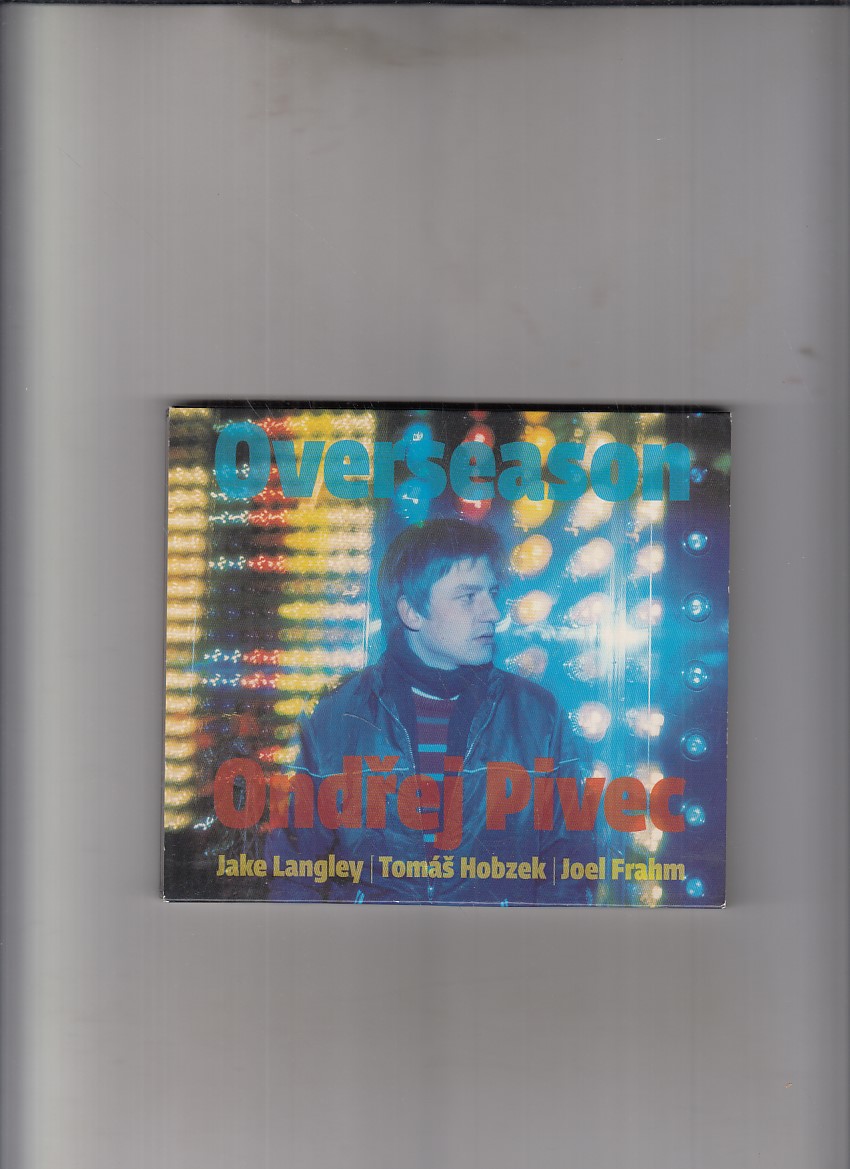 Overseason
Ondřej Pivec
Jake Langley | Tomáš Hobzek | Joel Frahm